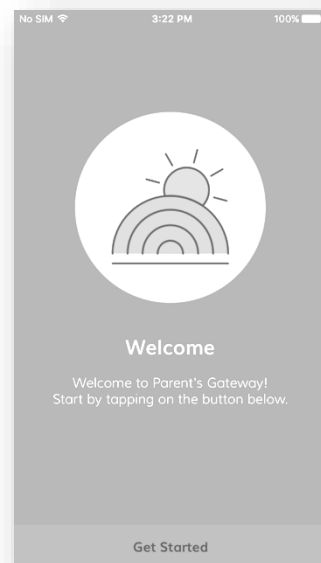 No SIM 3:22 PM 100%
Welcome
Welcome to Parent's Gateway!
Start by tapping on the button below.
Get Started